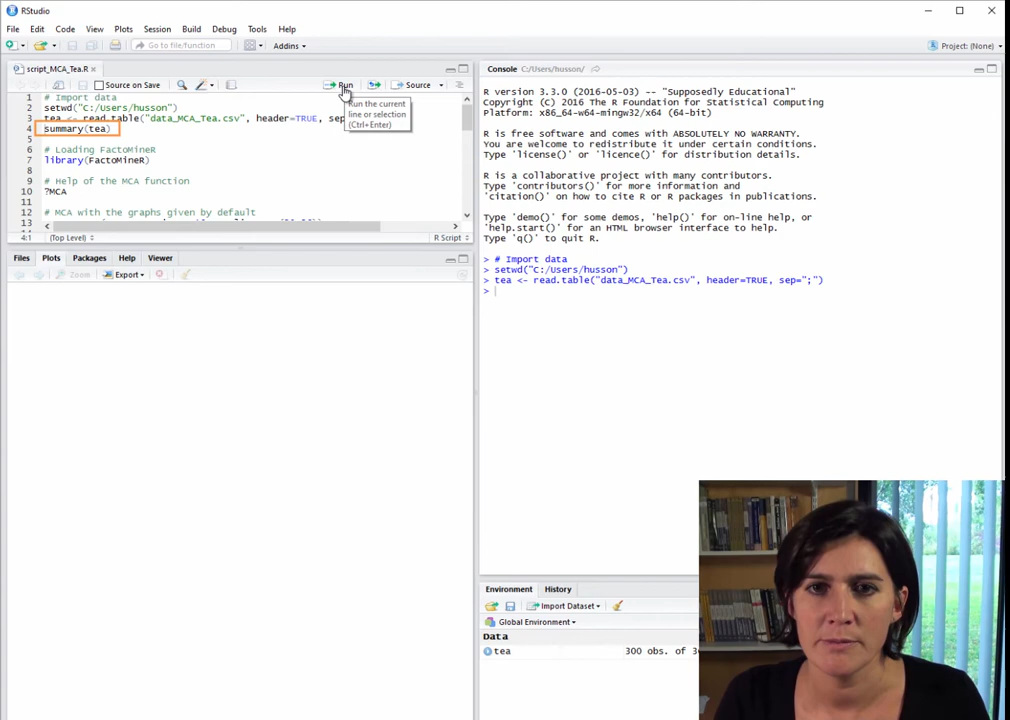 RStudio
File Edit Code View Plots Session Build Debug Tools Help
Go to file/function Addins Project: (None)
script_MCA_Tea.R
Source on Save Run Source
1 # Import data
2 setwd("C:/Users/husson")
3 tea <- read.table("data_MCA_Tea.csv", header=TRUE, sep
4 summary(tea)
5
6 # Loading FactoMineR
7 library(FactoMineR)
8
9 # Help of the MCA function
10 ?MCA
11
12 # MCA with the graphs given by default
13
Run the current
line or selection
(Ctrl+Enter)
4:1 (Top Level) R Script
Files Plots Packages Help Viewer
Zoom Export
Console C:/Users/husson/
R version 3.3.0 (2016-05-03) -- "Supposedly Educational"
Copyright (C) 2016 The R Foundation for Statistical Computing
Platform: x86_64-w64-mingw32/x64 (64-bit)
R is free software and comes with ABSOLUTELY NO WARRANTY.
You are welcome to redistribute it under certain conditions.
Type 'license()' or 'licence()' for distribution details.
R is a collaborative project with many contributors.
Type 'contributors()' for more information and
'citation()' on how to cite R or R packages in publications.
Type 'demo()' for some demos, 'help()' for on-line help, or
'help.start()' for an HTML browser interface to help.
Type 'q()' to quit R.
> # Import data
> setwd("C:/Users/husson")
> tea <- read.table("data_MCA_Tea.csv", header=TRUE, sep=";")
>
Environment History
Import Dataset
Global Environment
Data
tea 300 obs. of